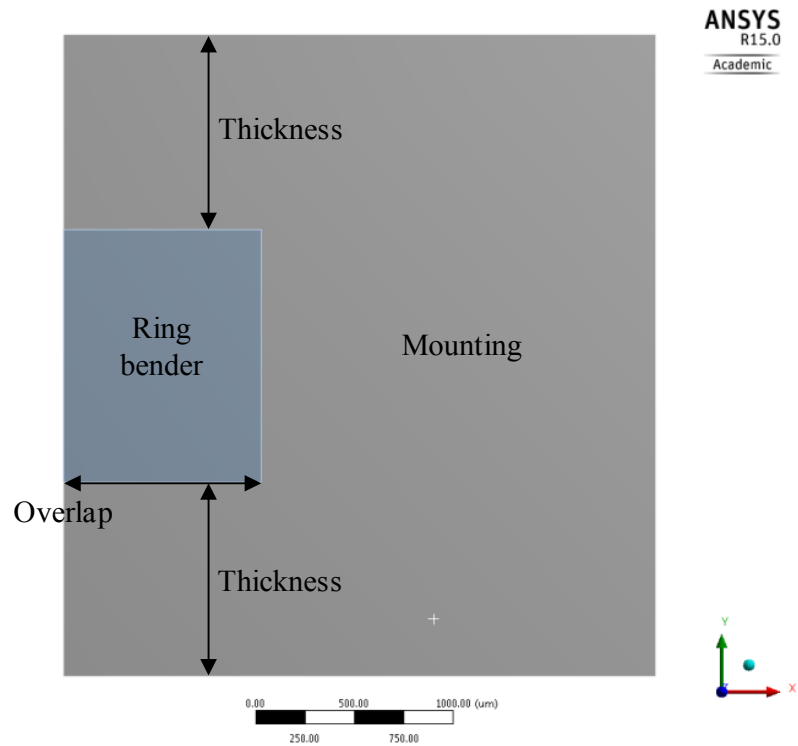 ANSYS
R15.0
Academic
Thickness
Ring
bender
Mounting
Overlap
Thickness
Y
X
0.00 500.00 1000.00 (um)
250.00 750.00